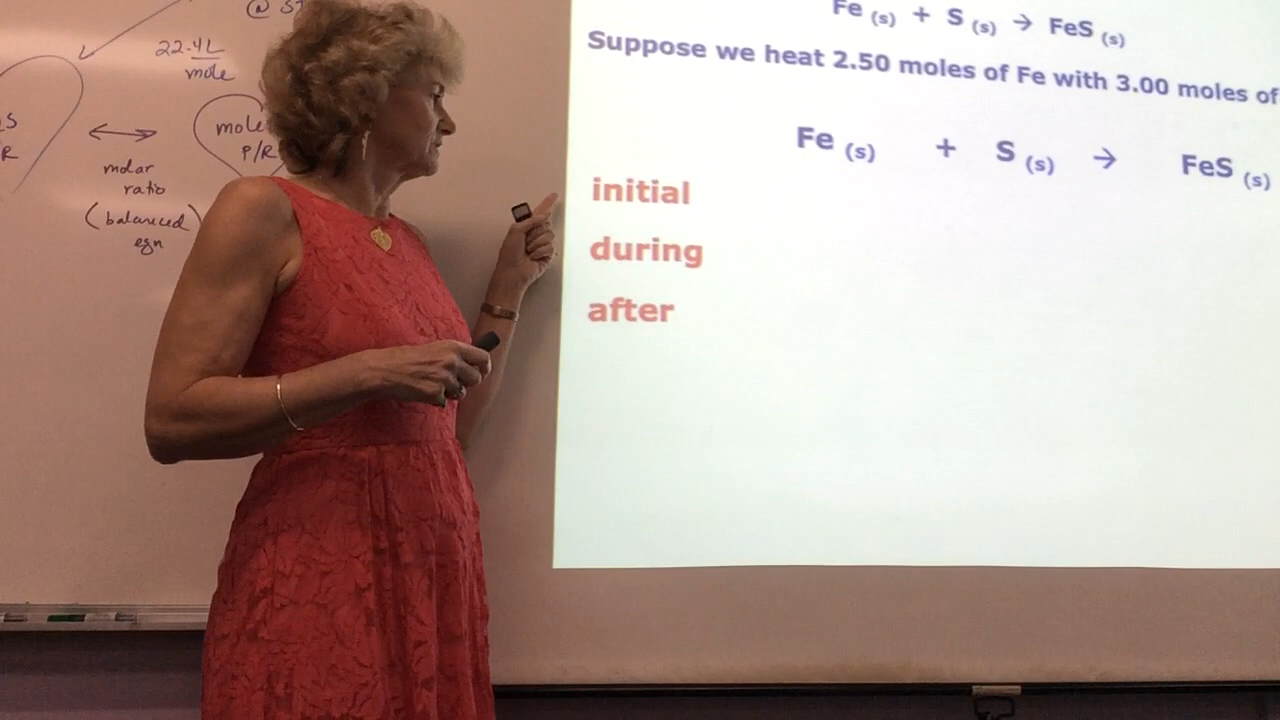 @ ST
22.4L
mole
S
R
mole
P/R
molar
ratio
(balanced)
eqn
Fe (s) + S (s) → FeS (s)
Suppose we heat 2.50 moles of Fe with 3.00 moles of
Fe (s) + S (s) → FeS (s)
initial
during
after